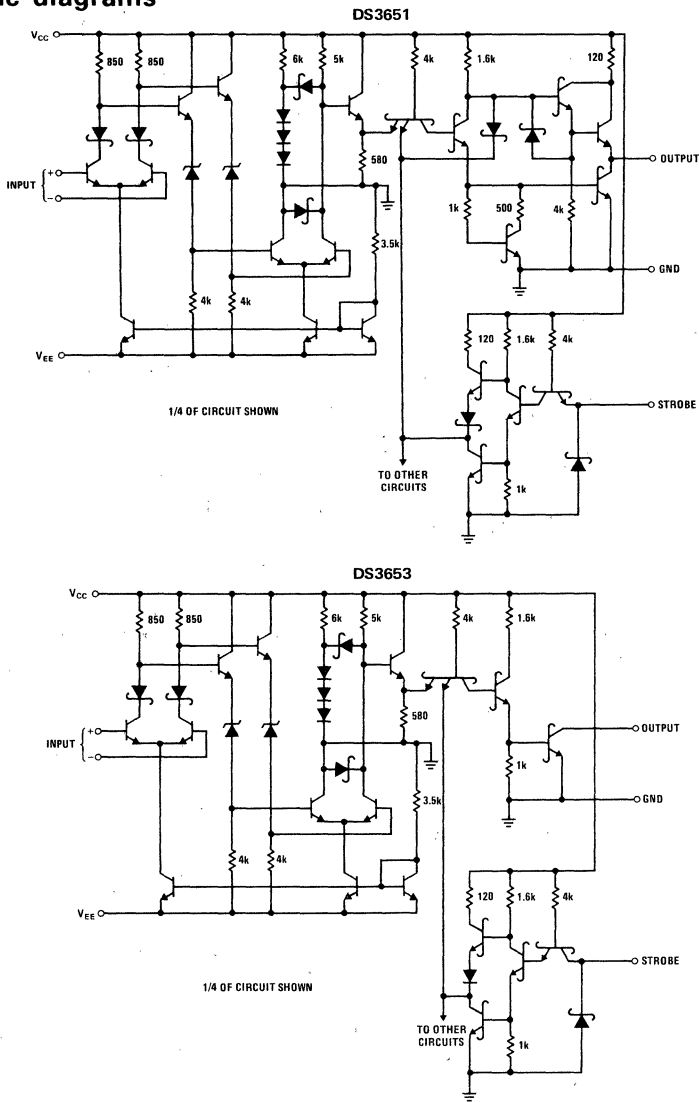 DS3651
VCC
850
850
6k
5k
4k
1.6k
120
580
INPUT
+
-
OUTPUT
1k
500
4k
3.5k
GND
4k
4k
VEE
120
1.6k
4k
STROBE
1/4 OF CIRCUIT SHOWN
TO OTHER
CIRCUITS
1k
DS3653
VCC
850
850
6k
5k
4k
1.6k
580
INPUT
+
-
OUTPUT
1k
3.5k
GND
4k
4k
VEE
120
1.6k
4k
STROBE
1/4 OF CIRCUIT SHOWN
TO OTHER
CIRCUITS
1k